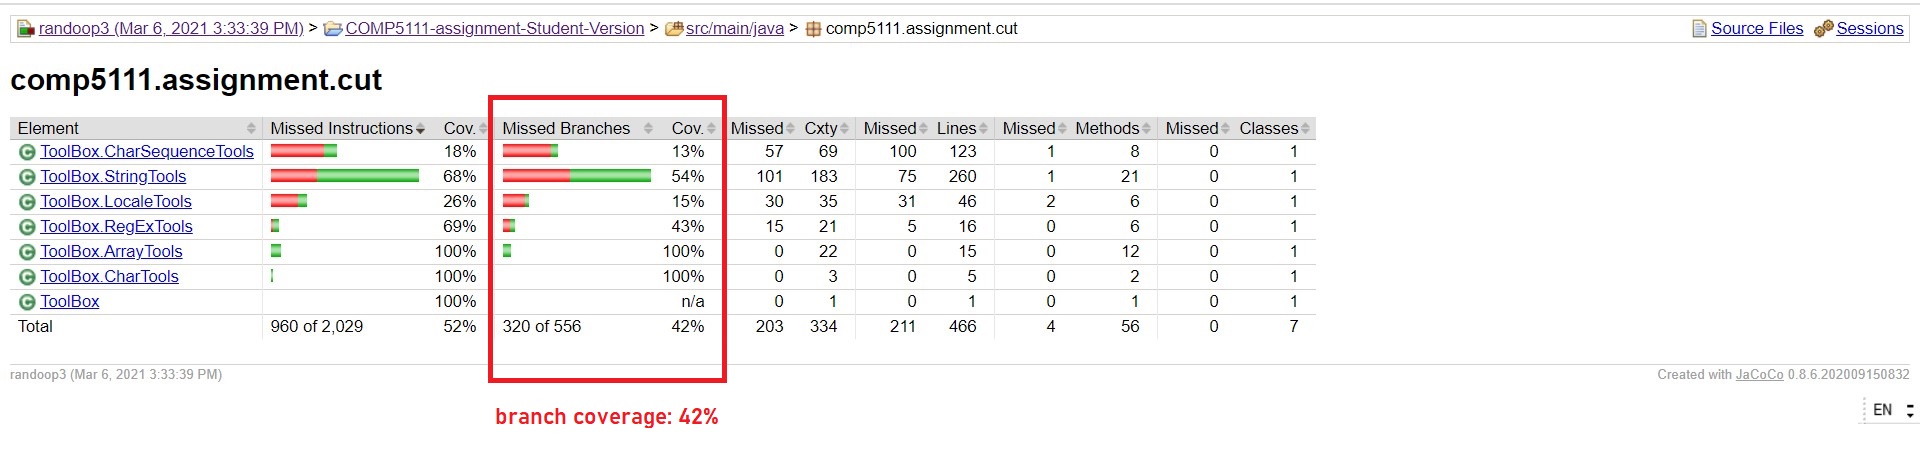 randoop3 (Mar 6, 2021 3:33:39 PM) > COMP5111-assignment-Student-Version > src/main/java > comp5111.assignment.cut Source Files Sessions
comp5111.assignment.cut
Element Missed Instructions Cov. Missed Branches Cov. Missed Cxty Missed Lines Missed Methods Missed Classes
ToolBox.CharSequenceTools 18% 13% 57 69 100 123 1 8 0 1
ToolBox.StringTools 68% 54% 101 183 75 260 1 21 0 1
ToolBox.LocaleTools 26% 15% 30 35 31 46 2 6 0 1
ToolBox.RegExTools 69% 43% 15 21 5 16 0 6 0 1
ToolBox.ArrayTools 100% 100% 0 22 0 15 0 12 0 1
ToolBox.CharTools 100% 100% 0 3 0 5 0 2 0 1
ToolBox 100% n/a 0 1 0 1 0 1 0 1
Total 960 of 2,029 52% 320 of 556 42% 203 334 211 466 4 56 0 7
randoop3 (Mar 6, 2021 3:33:39 PM) Created with JaCoCo 0.8.6.202009150832
branch coverage: 42%
EN